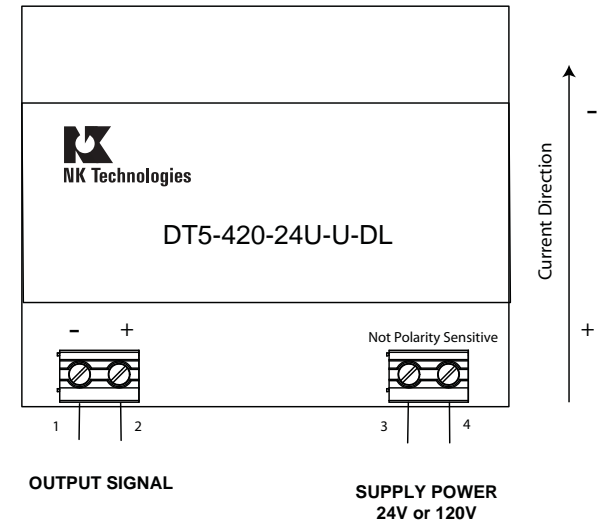 NK Technologies
DT5-420-24U-U-DL
Current Direction
-
+
- +
Not Polarity Sensitive
1 2
3 4
OUTPUT SIGNAL
SUPPLY POWER
24V or 120V